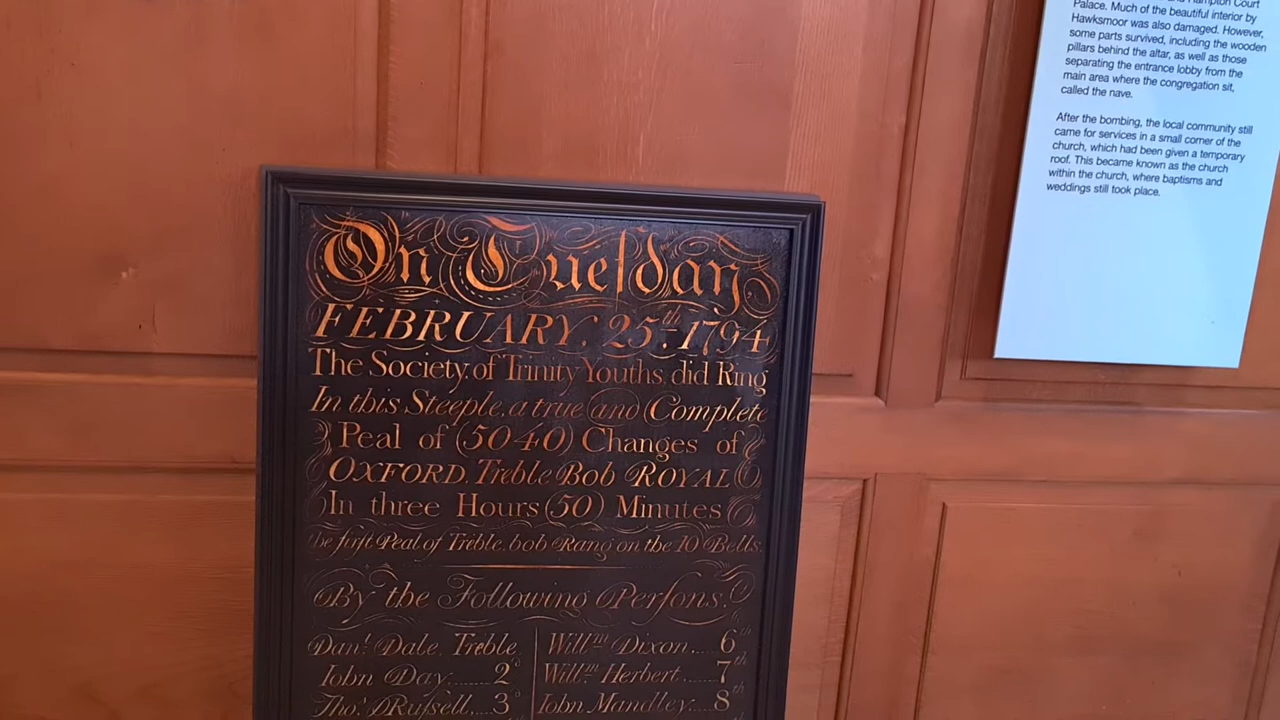 On Tueſday
FEBRUARY. 25th. 1794
The Society of Trinity Youths, did Ring
In this Steeple, a true and Complete
Peal of (5040) Changes of
OXFORD. Treble Bob ROYAL
In three Hours (50) Minutes
the firſt Peal of Treble. bob Rang on the 10 Bells.
By the Following Perſons.
Danl. Dale. Treble
John Day........2d
Thos. Ruſsell....3d
Willm. Dixon....6th
Willm. Herbert.....7th
John Mandley...8th
Hampton Court
Palace. Much of the beautiful interior by
Hawksmoor was also damaged. However,
some parts survived, including the wooden
pillars behind the altar, as well as those
separating the entrance lobby from the
main area where the congregation sit,
called the nave.
After the bombing, the local community still
came for services in a small corner of the
church, which had been given a temporary
roof. This became known as the church
within the church, where baptisms and
weddings still took place.